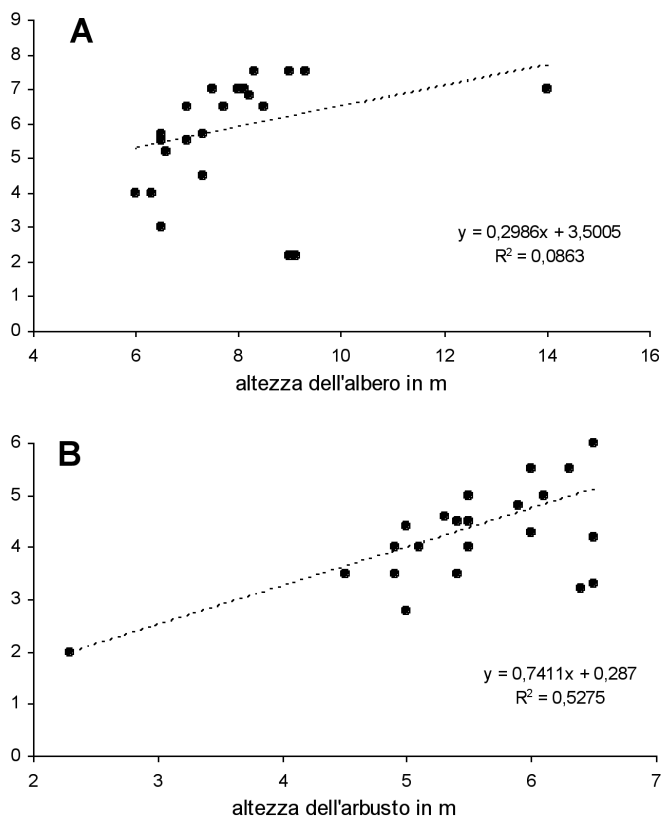 A
9
8
7
6
5
4
3
2
1
0
y = 0,2986x + 3,5005
R² = 0,0863
4 6 8 10 12 14 16
altezza dell'albero in m
B
6
5
4
3
2
1
0
y = 0,7411x + 0,287
R² = 0,5275
2 3 4 5 6 7
altezza dell'arbusto in m